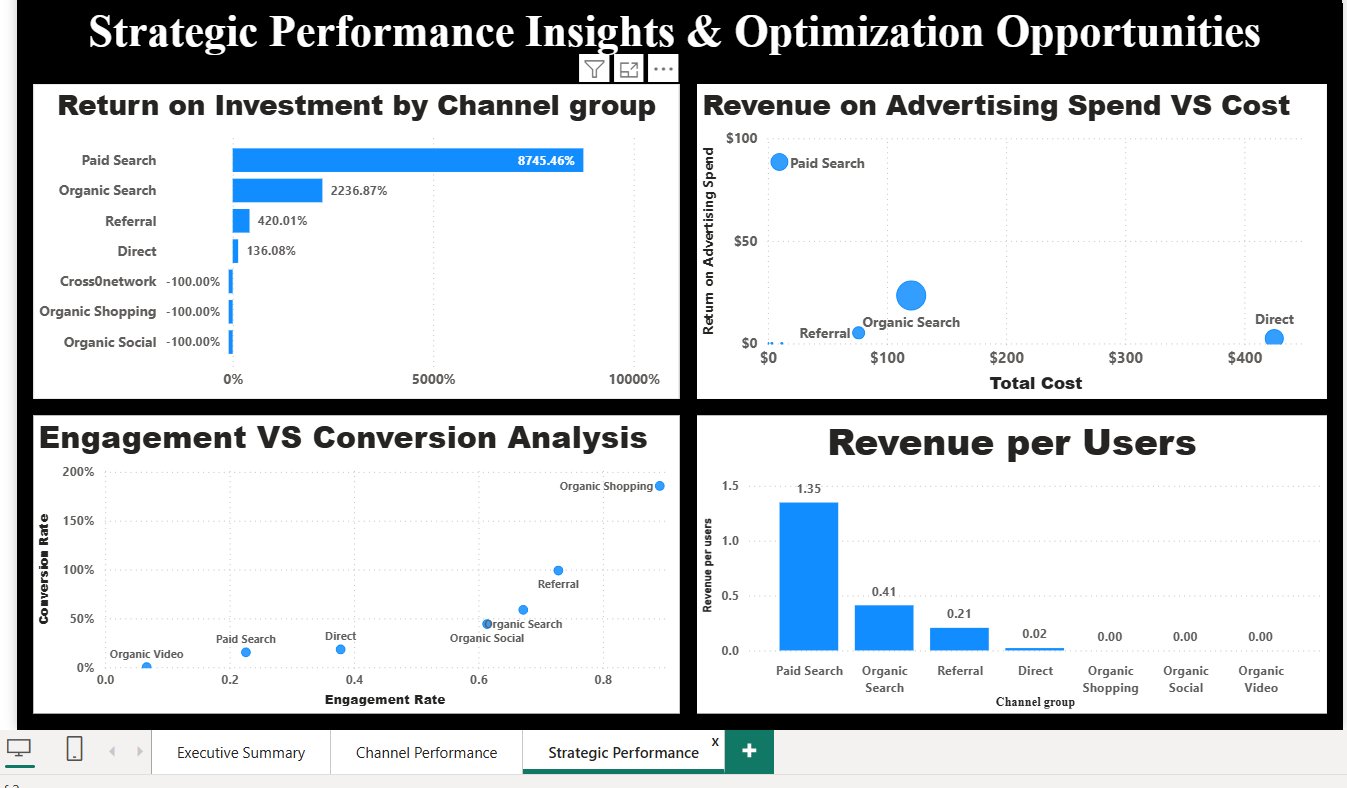 Strategic Performance Insights & Optimization Opportunities
Return on Investment by Channel group
Paid Search 8745.46%
Organic Search 2236.87%
Referral 420.01%
Direct 136.08%
Cross0network -100.00%
Organic Shopping -100.00%
Organic Social -100.00%
0% 5000% 10000%
Revenue on Advertising Spend VS Cost
Return on Advertising Spend
$100
$50
$0
Paid Search
Organic Search
Referral
Direct
$0 $100 $200 $300 $400
Total Cost
Engagement VS Conversion Analysis
Conversion Rate
200%
150%
100%
50%
0%
Organic Shopping
Referral
Organic Search
Organic Social
Paid Search
Direct
Organic Video
0.0 0.2 0.4 0.6 0.8
Engagement Rate
Revenue per Users
Revenue per users
1.5
1.0
0.5
0.0
1.35
0.41
0.21
0.02
0.00
0.00
0.00
Paid Search
Organic
Search
Referral
Direct
Organic
Shopping
Organic
Social
Organic
Video
Channel group
Executive Summary
Channel Performance
Strategic Performance
X